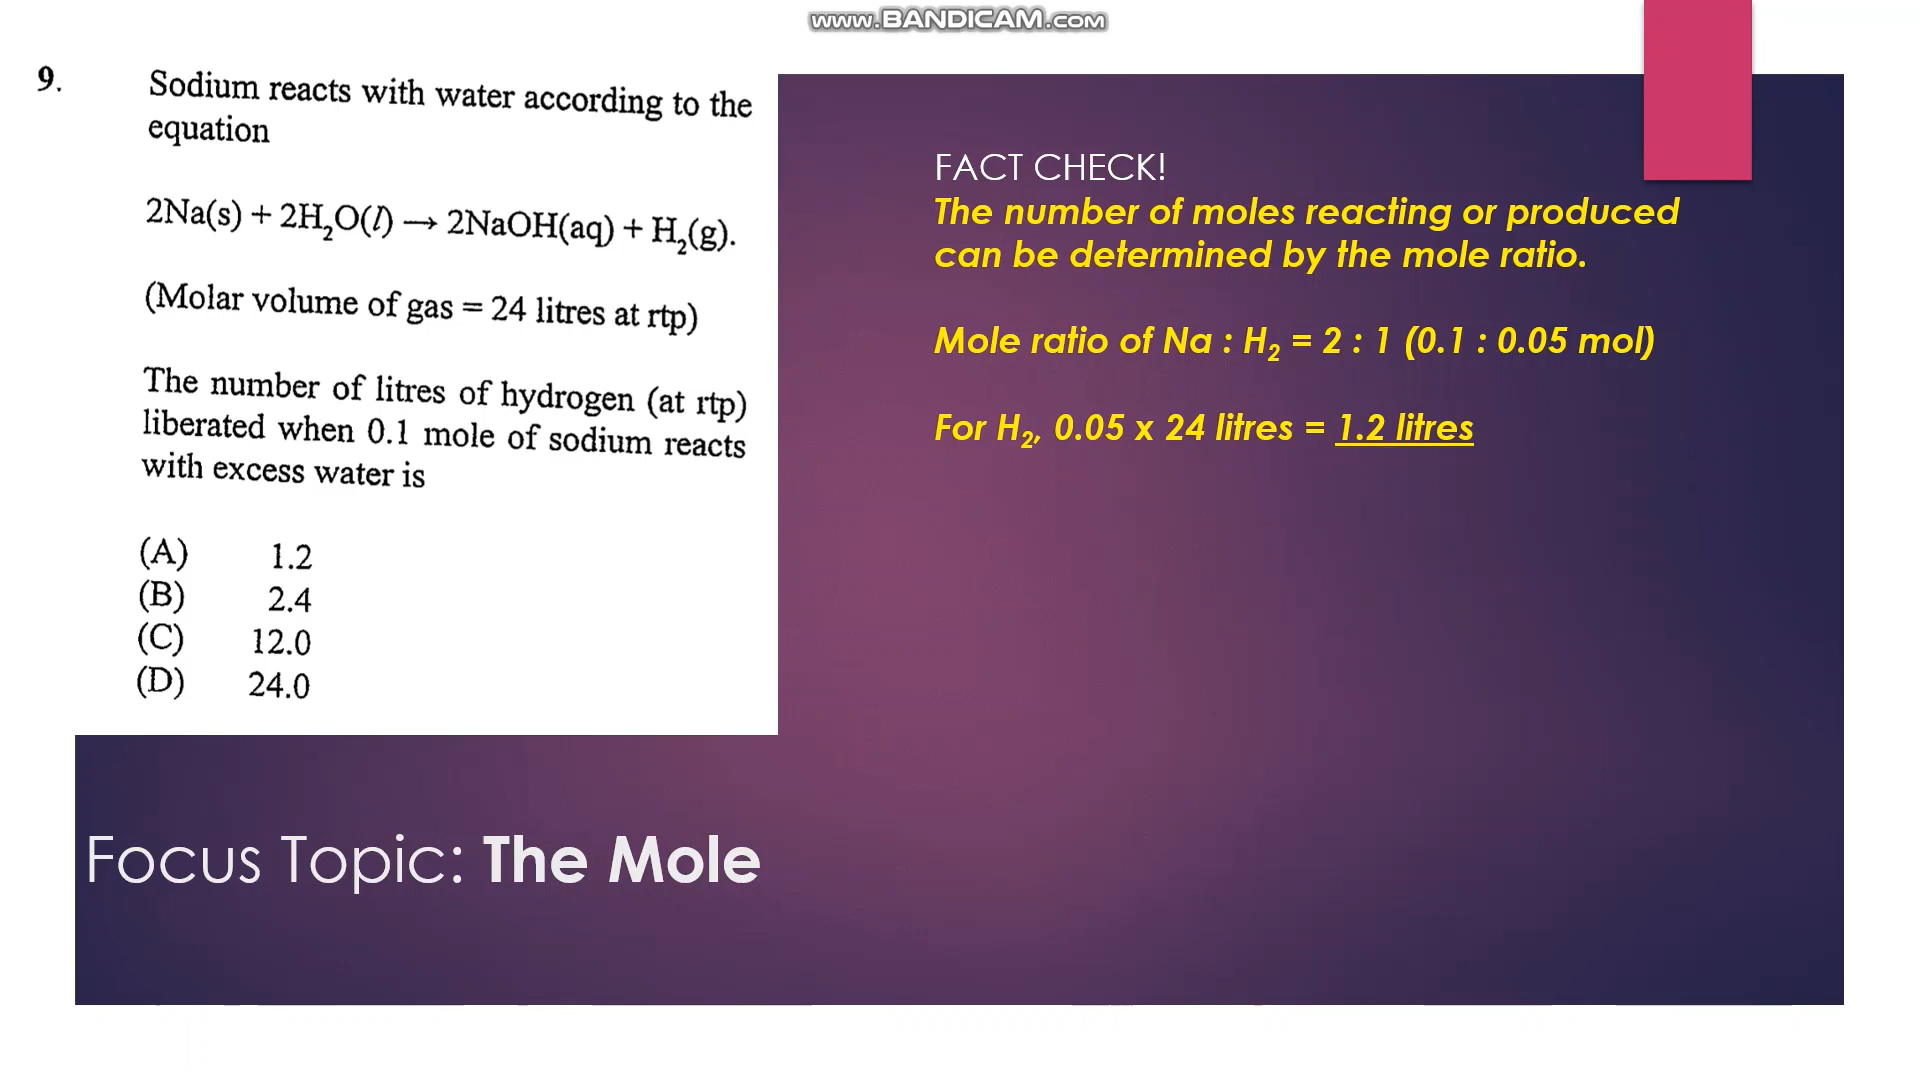 www.BANDICAM.com
9.
Sodium reacts with water according to the
equation
2Na(s) + 2H₂O(l) → 2NaOH(aq) + H₂(g).
(Molar volume of gas = 24 litres at rtp)
The number of litres of hydrogen (at rtp)
liberated when 0.1 mole of sodium reacts
with excess water is
(A) 1.2
(B) 2.4
(C) 12.0
(D) 24.0
FACT CHECK!
The number of moles reacting or produced
can be determined by the mole ratio.
Mole ratio of Na : H₂ = 2 : 1 (0.1 : 0.05 mol)
For H₂, 0.05 x 24 litres = 1.2 litres
Focus Topic: The Mole